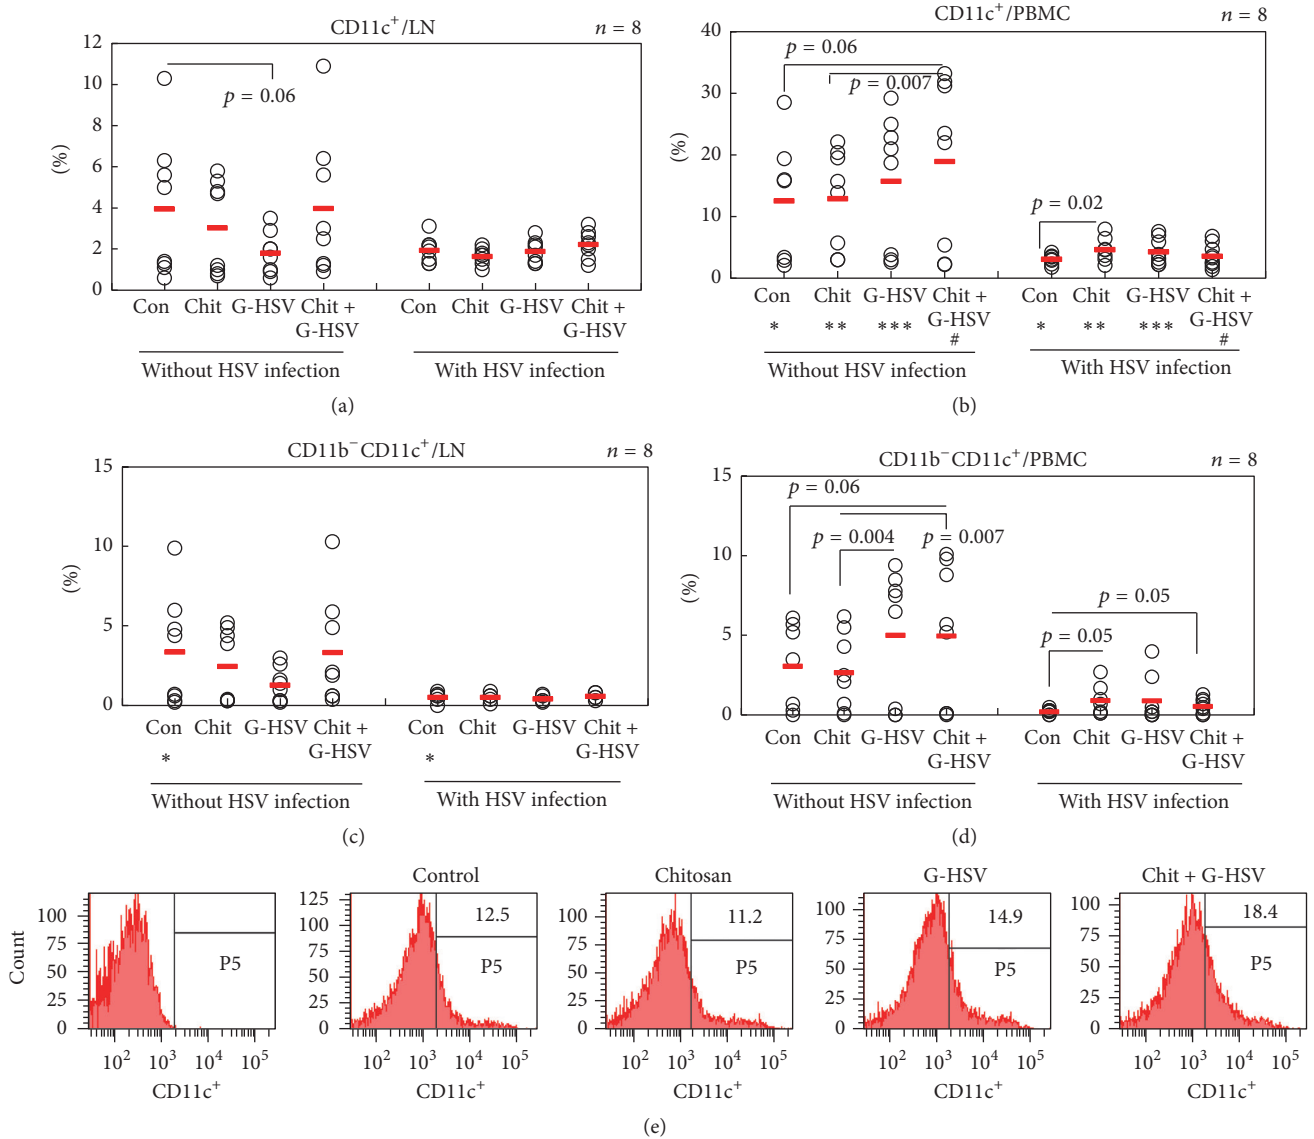 CD11c⁺/LN n = 8
12
10
8
6
4
2
0
(%)
p = 0.06
Con Chit G-HSV Chit + G-HSV Con Chit G-HSV Chit + G-HSV
Without HSV infection With HSV infection
(a)
CD11c⁺/PBMC n = 8
40
30
20
10
0
(%)
p = 0.06
p = 0.007
p = 0.02
Con Chit G-HSV Chit + G-HSV Con Chit G-HSV Chit + G-HSV
* ** *** # * ** *** #
Without HSV infection With HSV infection
(b)
CD11b⁻ CD11c⁺/LN n = 8
15
10
5
0
(%)
Con Chit G-HSV Chit + G-HSV Con Chit G-HSV Chit + G-HSV
* *
Without HSV infection With HSV infection
(c)
CD11b⁻ CD11c⁺/PBMC n = 8
15
10
5
0
(%)
p = 0.06
p = 0.004 p = 0.007
p = 0.05
p = 0.05
Con Chit G-HSV Chit + G-HSV Con Chit G-HSV Chit + G-HSV
Without HSV infection With HSV infection
(d)
Count
100
75
50
25
0
P5
10² 10³ 10⁴ 10⁵
CD11c⁺
Control
125
100
75
50
25
0
12.5
P5
10² 10³ 10⁴ 10⁵
CD11c⁺
Chitosan
100
75
50
25
0
11.2
P5
10² 10³ 10⁴ 10⁵
CD11c⁺
G-HSV
100
75
50
25
0
14.9
P5
10² 10³ 10⁴ 10⁵
CD11c⁺
Chit + G-HSV
100
75
50
25
0
18.4
P5
10² 10³ 10⁴ 10⁵
CD11c⁺
(e)